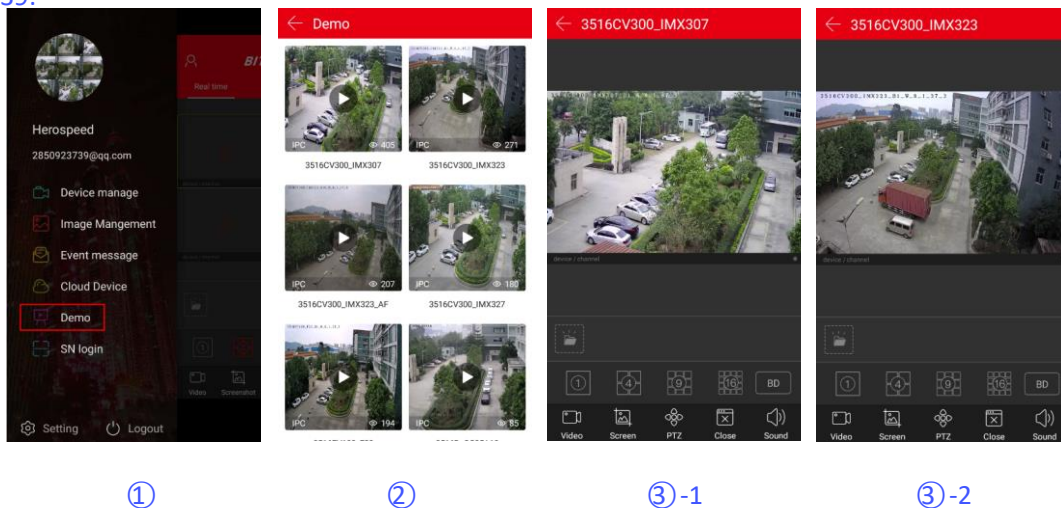 Herospeed
2850923739@qq.com
Device manage
Image Mangement
Event message
Cloud Device
Demo
SN login
Setting
Logout
Real time
Video
Screenshot
Demo
IPC 405
IPC 271
3516CV300_IMX307
3516CV300_IMX323
IPC 207
IPC 180
3516CV300_IMX323_AF
3516CV300_IMX327
IPC 194
IPC 85
3516CV300_IMX307
device / channel
1 4 9 16 BD
Video Screen PTZ Close Sound
3516CV300_IMX323
device / channel
1 4 9 16 BD
Video Screen PTZ Close Sound
① ② ③-1 ③-2